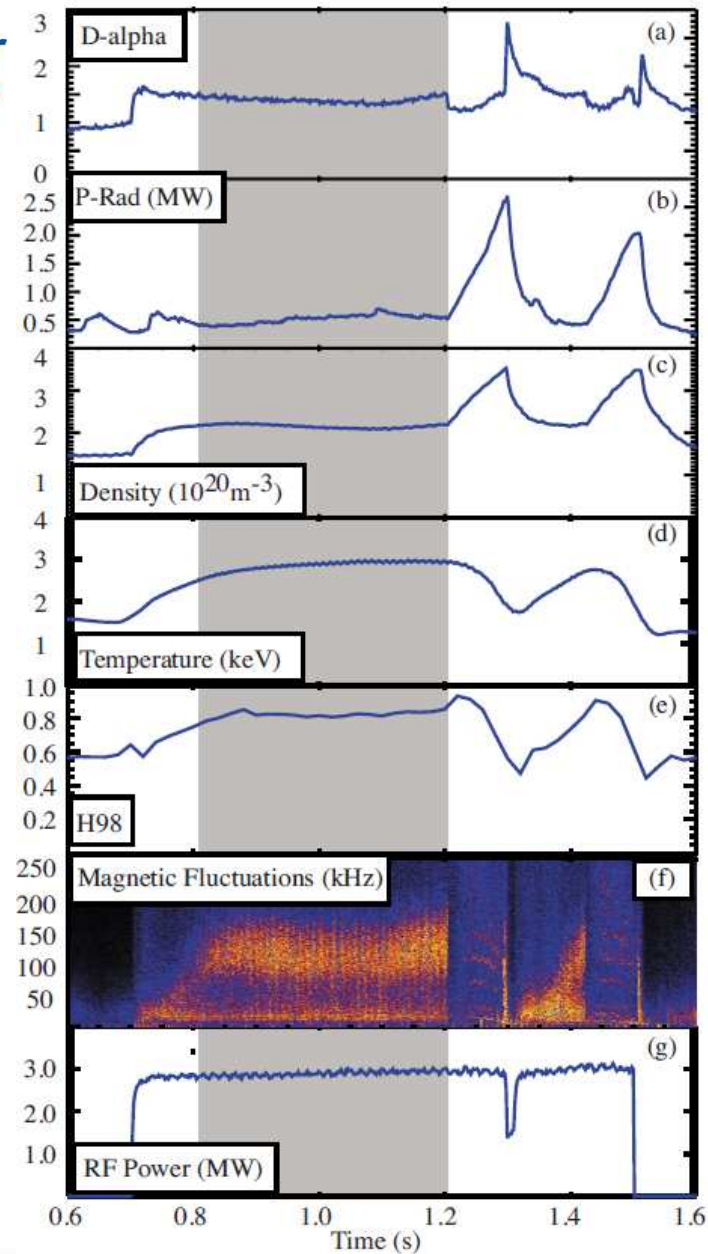 D-alpha
(a)
3
2
1
0
P-Rad (MW)
(b)
2.5
2.0
1.5
1.0
0.5
(c)
4
3
2
1
Density (10²⁰m⁻³)
(d)
4
3
2
1
Temperature (keV)
(e)
1.0
0.8
0.6
0.4
0.2
H98
Magnetic Fluctuations (kHz)
(f)
250
200
150
100
50
(g)
3.0
2.0
1.0
RF Power (MW)
0.6 0.8 1.0 1.2 1.4 1.6
Time (s)